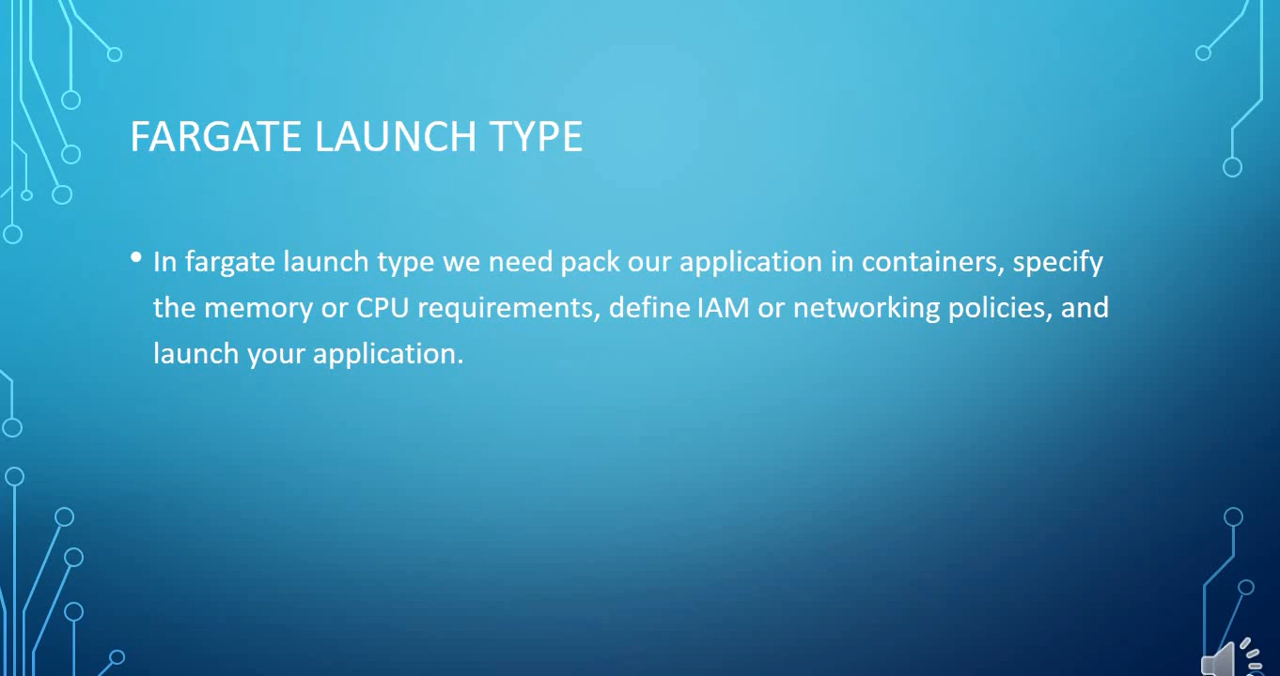 FARGATE LAUNCH TYPE
• In fargate launch type we need pack our application in containers, specify
the memory or CPU requirements, define IAM or networking policies, and
launch your application.